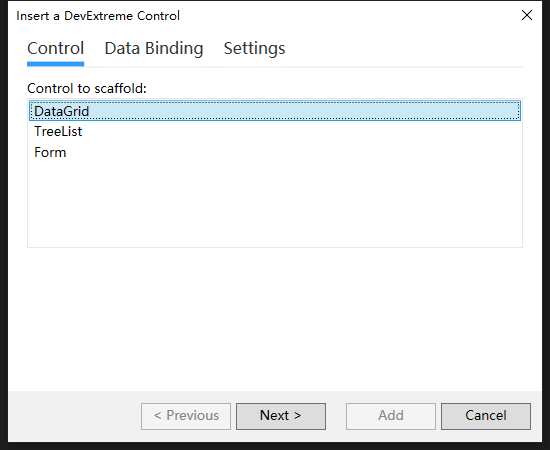 Insert a DevExtreme Control
Control Data Binding Settings
Control to scaffold:
DataGrid
TreeList
Form
< Previous Next > Add Cancel